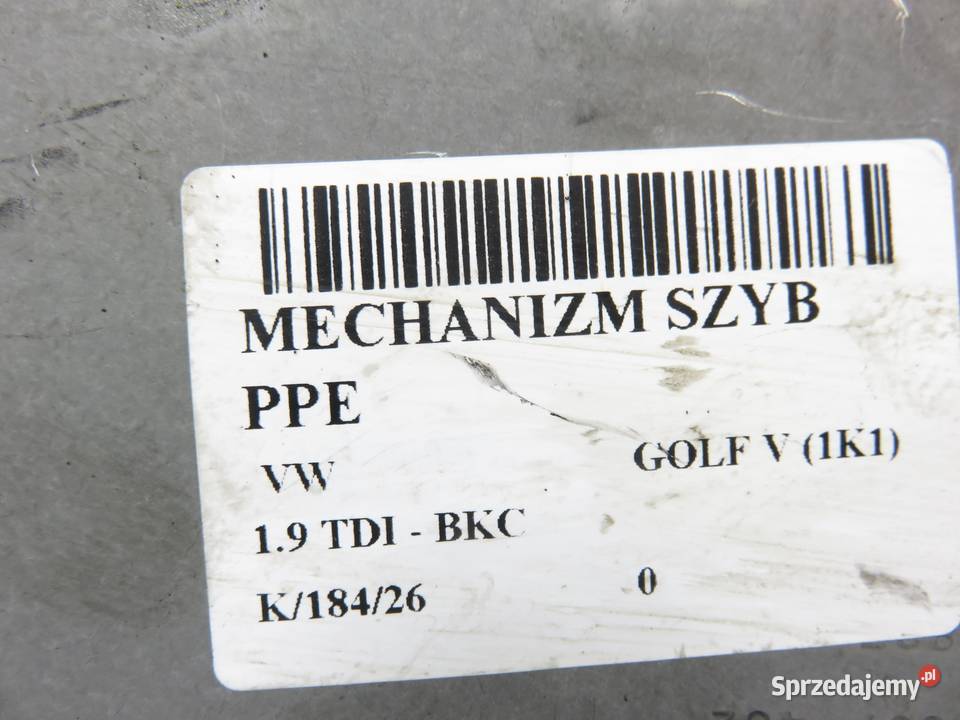 MECHANIZM SZYB
PPE
VW GOLF V (1K1)
1.9 TDI - BKC
K/184/26 0
Sprzedajemy.pl